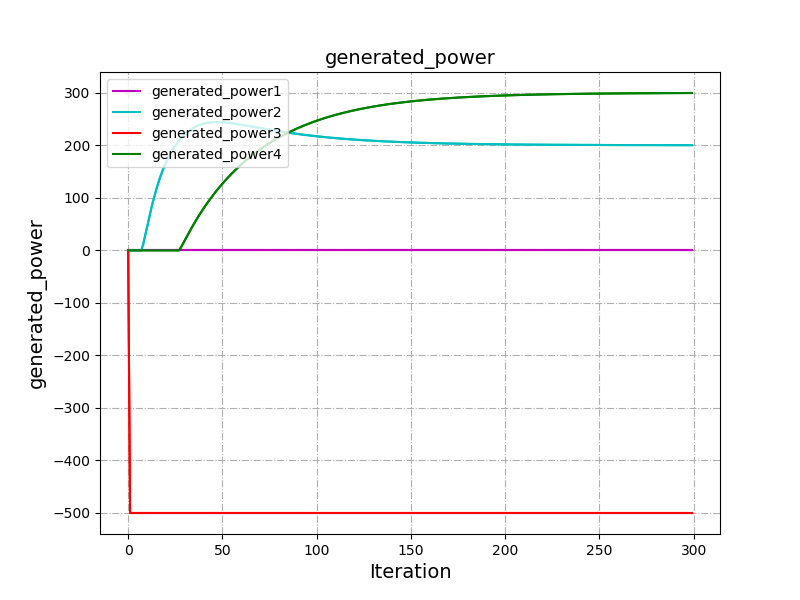 generated_power
generated_power1
generated_power2
generated_power3
generated_power4
generated_power
300
200
100
0
−100
−200
−300
−400
−500
0 50 100 150 200 250 300
Iteration